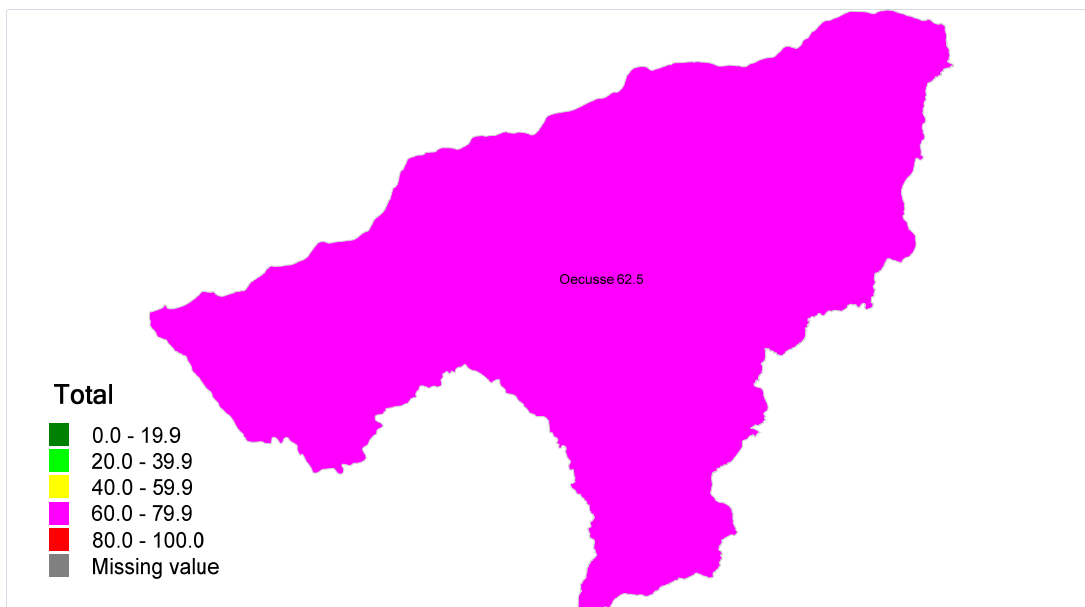 Oecusse 62.5
Total
0.0 - 19.9
20.0 - 39.9
40.0 - 59.9
60.0 - 79.9
80.0 - 100.0
Missing value